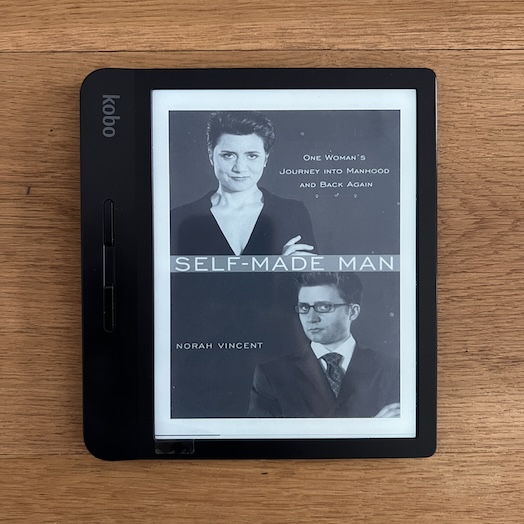 kobo
One Woman's
Journey into Manhood
and Back Again
SELF-MADE MAN
NORAH VINCENT